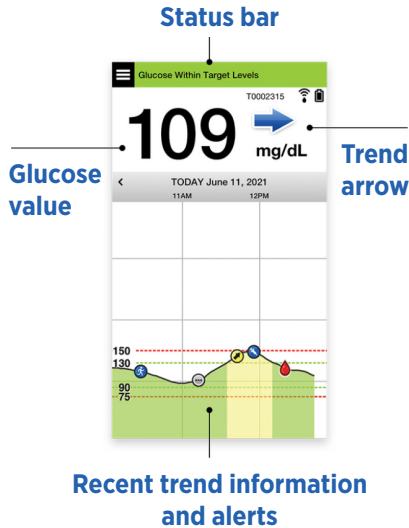 Status bar
Glucose Within Target Levels
T0002315
109
mg/dL
Glucose
value
Trend
arrow
TODAY June 11, 2021
11AM 12PM
150
130
90
75
Recent trend information
and alerts